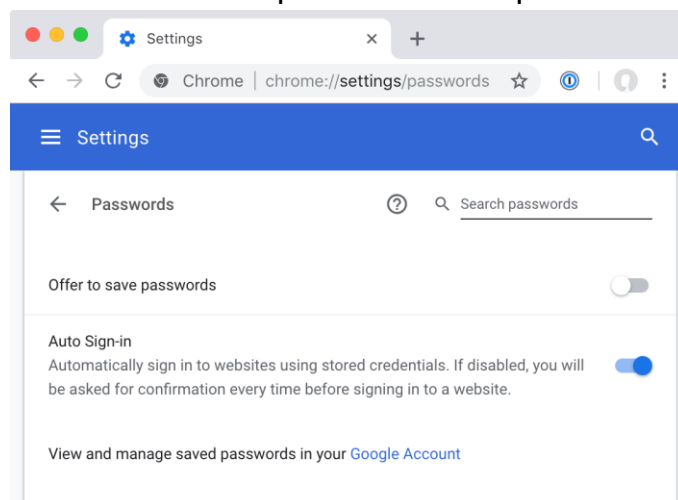 Settings
Chrome | chrome://settings/passwords
Settings
Passwords
Search passwords
Offer to save passwords
Auto Sign-in
Automatically sign in to websites using stored credentials. If disabled, you will
be asked for confirmation every time before signing in to a website.
View and manage saved passwords in your Google Account